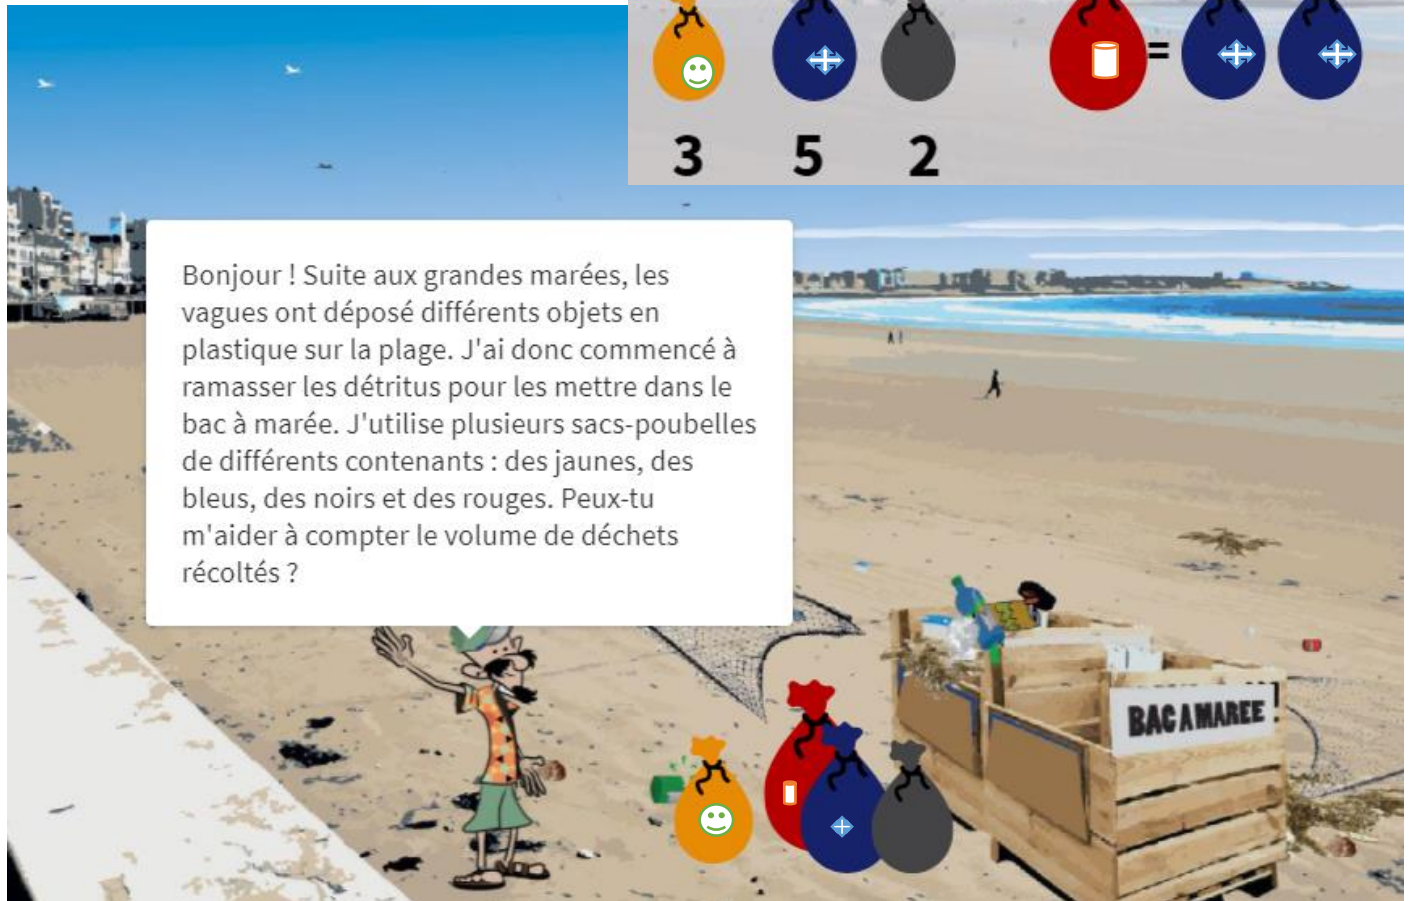 =
3 5 2
Bonjour ! Suite aux grandes marées, les
vagues ont déposé différents objets en
plastique sur la plage. J'ai donc commencé à
ramasser les détritus pour les mettre dans le
bac à marée. J'utilise plusieurs sacs-poubelles
de différents contenants : des jaunes, des
bleus, des noirs et des rouges. Peux-tu
m'aider à compter le volume de déchets
récoltés ?
BAC A MAREE